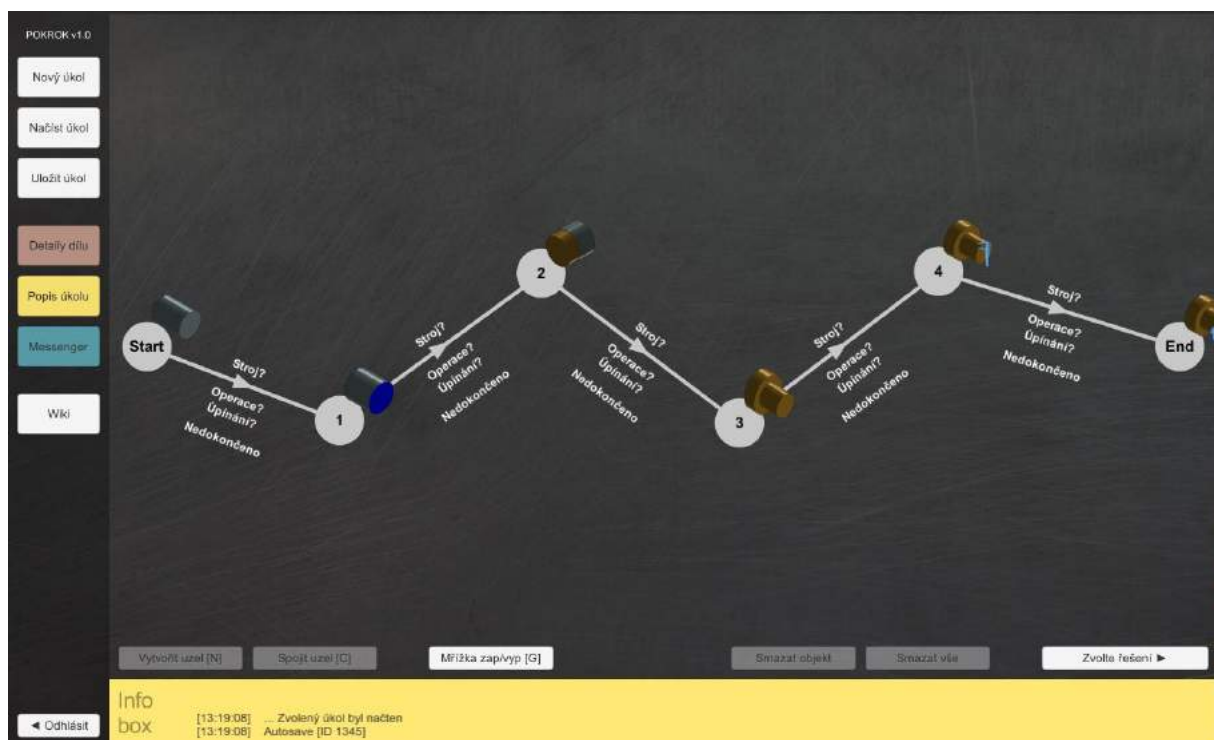 POKROK v1.0
Nový úkol
Načíst úkol
Uložit úkol
Detaily dílu
Popis úkolu
Messenger
Wiki
◄ Odhlásit
Start
Stroj?
Operace?
Úpínání?
Nedokončeno
1
Stroj?
Operace?
Úpínání?
Nedokončeno
2
Stroj?
Operace?
Úpínání?
Nedokončeno
3
Stroj?
Operace?
Úpínání?
Nedokončeno
4
Stroj?
Operace?
Úpínání?
Nedokončeno
End
Vytvořit uzel [N]
Spojit uzel [C]
Mřížka zap/vyp [G]
Smazat objekt
Smazat vše
Zvolte řešení ►
Info
box
[13:19:08] ... Zvolený úkol byl načten
[13:19:08] Autosave [ID 1345]